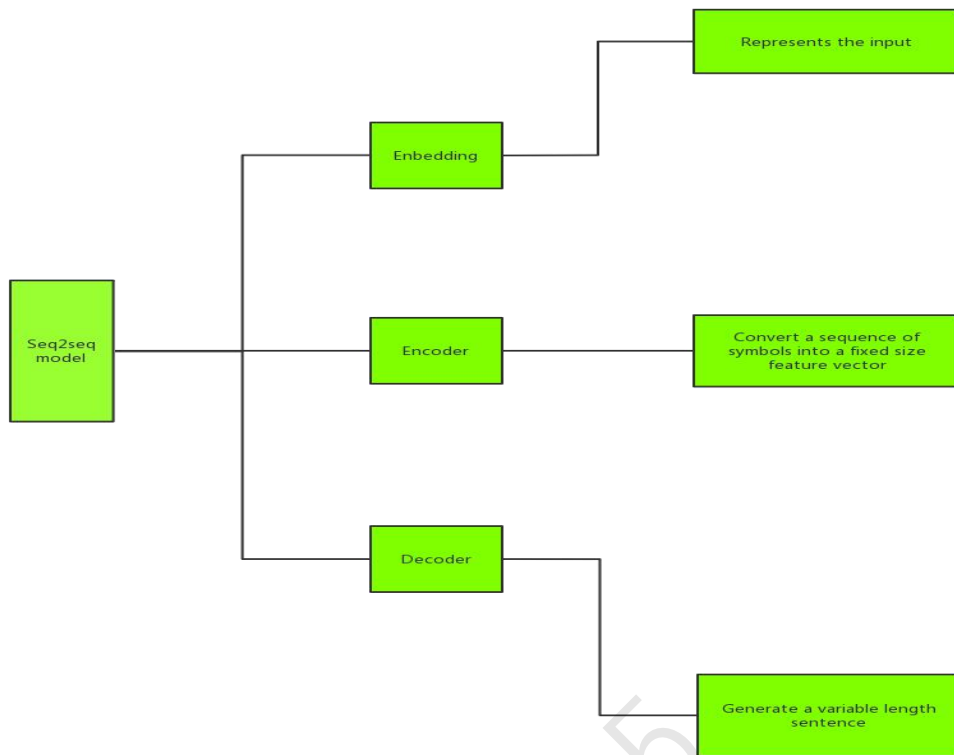 Represents the input
Enbedding
Seq2seq
model
Encoder
Convert a sequence of
symbols into a fixed size
feature vector
Decoder
Generate a variable length
sentence
5